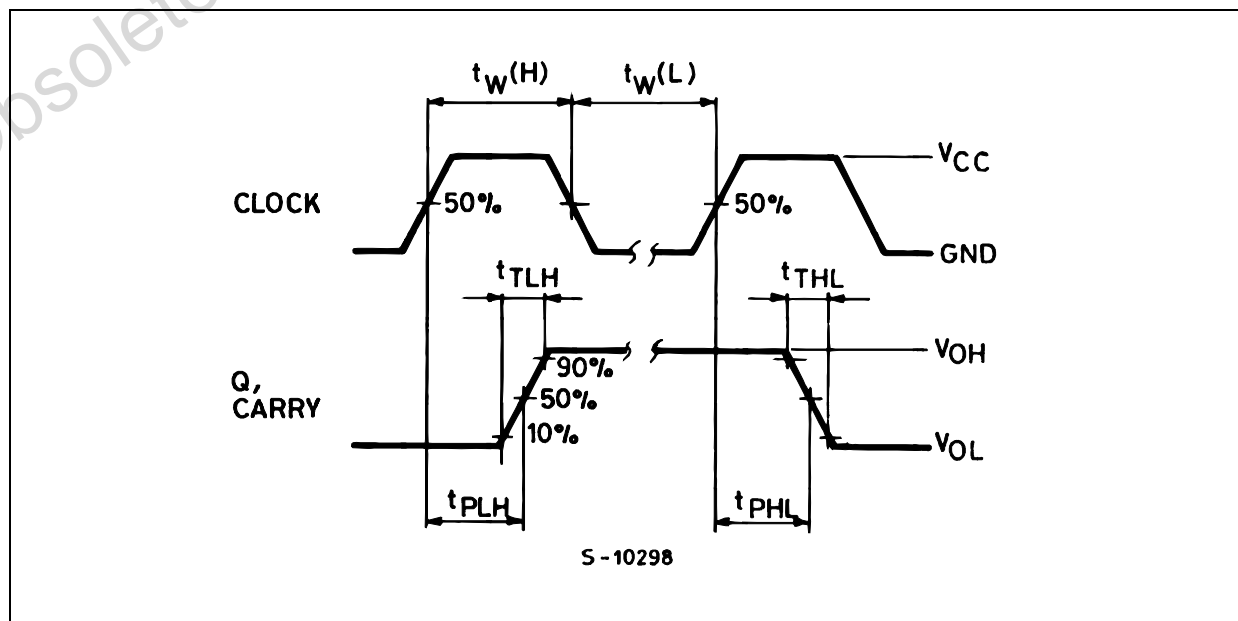 obsolete
tW(H) tW(L)
VCC
CLOCK 50% 50%
GND
tTLH tTHL
VOH
90%
Q,
50%
CARRY
10%
VOL
tPLH tPHL
S-10298